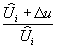 Û_i + Δu
Û_i